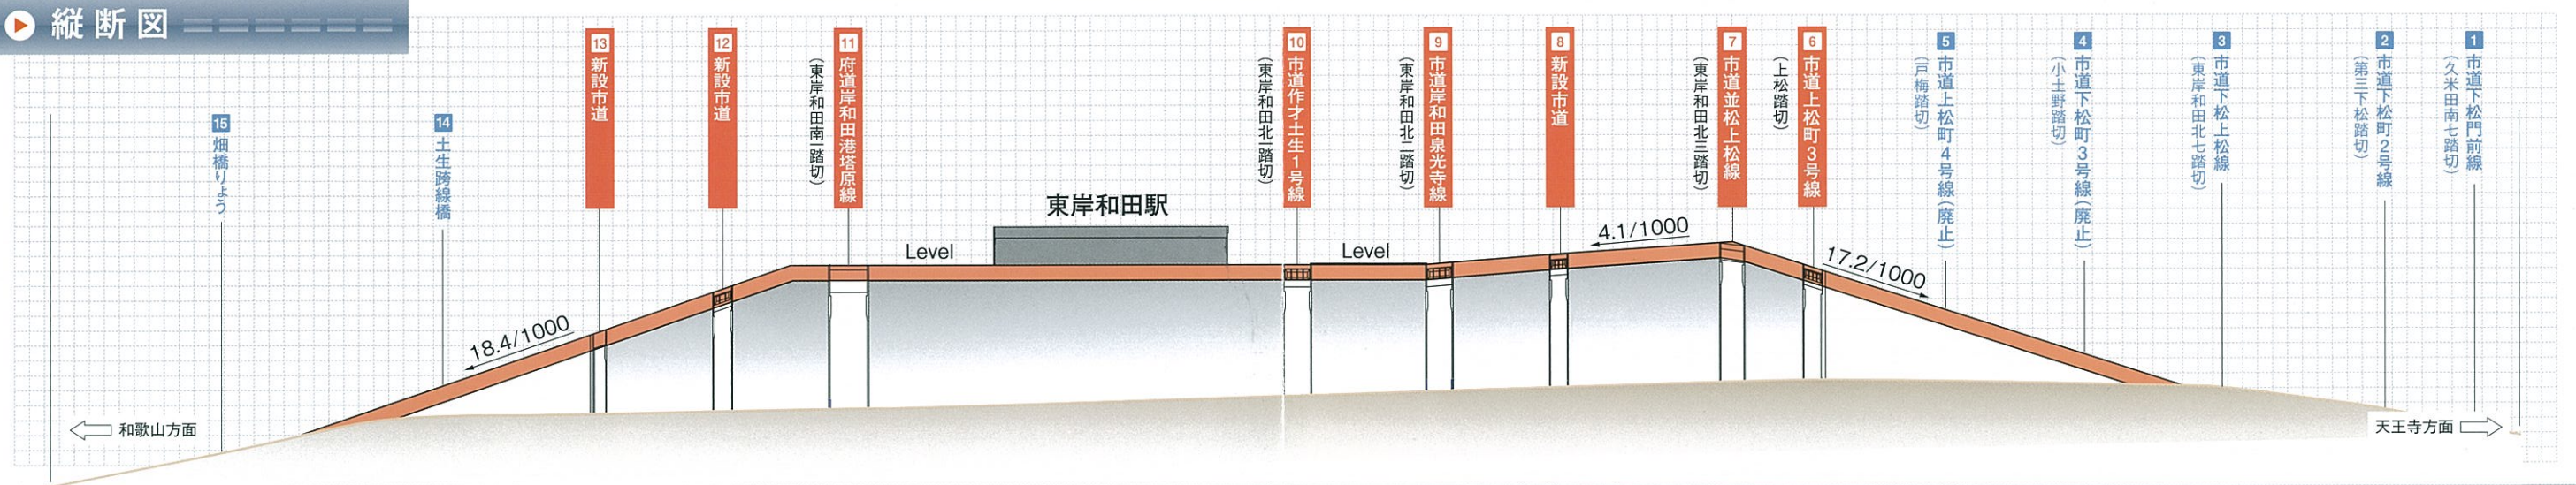 縦断図
13 新設市道
12 新設市道
11 府道岸和田港塔原線
(東岸和田南一踏切)
10 市道作才土生1号線
(東岸和田北一踏切)
9 市道岸和田泉光寺線
(東岸和田北二踏切)
8 新設市道
7 市道並松上松線
(東岸和田北三踏切)
6 市道上松町3号線
(上松踏切)
5 市道上松町4号線(廃止)
(戸梅踏切)
4 市道下松町3号線(廃止)
(小土野踏切)
3 市道下松上松線
(東岸和田北七踏切)
2 市道下松町2号線
(第三下松踏切)
1 市道下松門前線
(久米田南七踏切)
15 畑橋りょう
14 土生跨線橋
東岸和田駅
Level
Level
4.1/1000
17.2/1000
18.4/1000
和歌山方面
天王寺方面